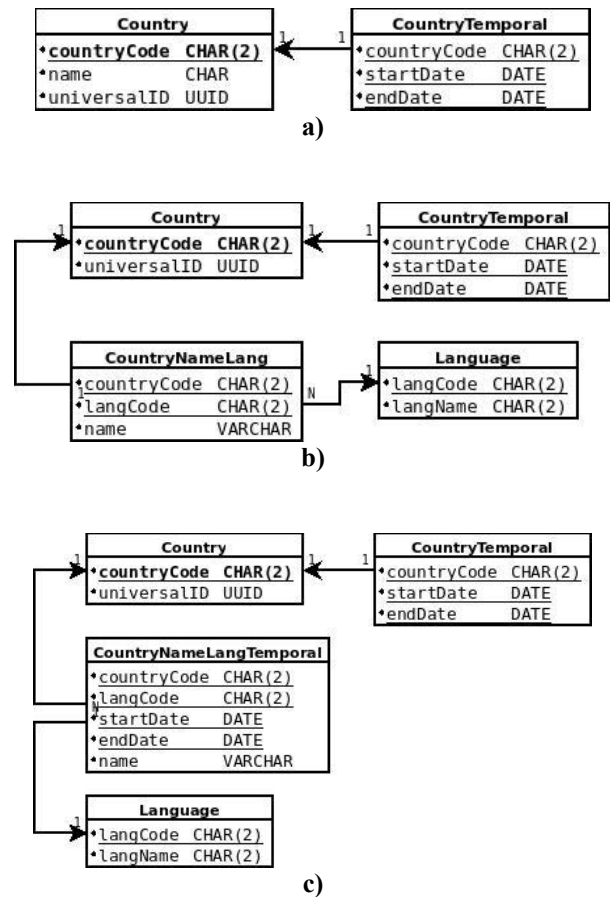 Country
countryCode CHAR(2)
name CHAR
universalID UUID
1
1
CountryTemporal
countryCode CHAR(2)
startDate DATE
endDate DATE
a)
Country
countryCode CHAR(2)
universalID UUID
1
1
1
CountryTemporal
countryCode CHAR(2)
startDate DATE
endDate DATE
CountryNameLang
countryCode CHAR(2)
langCode CHAR(2)
name VARCHAR
1
N
1
Language
langCode CHAR(2)
langName CHAR(2)
b)
Country
countryCode CHAR(2)
universalID UUID
1
1
1
CountryTemporal
countryCode CHAR(2)
startDate DATE
endDate DATE
CountryNameLangTemporal
countryCode CHAR(2)
langCode CHAR(2)
startDate DATE
endDate DATE
name VARCHAR
N
1
Language
langCode CHAR(2)
langName CHAR(2)
c)